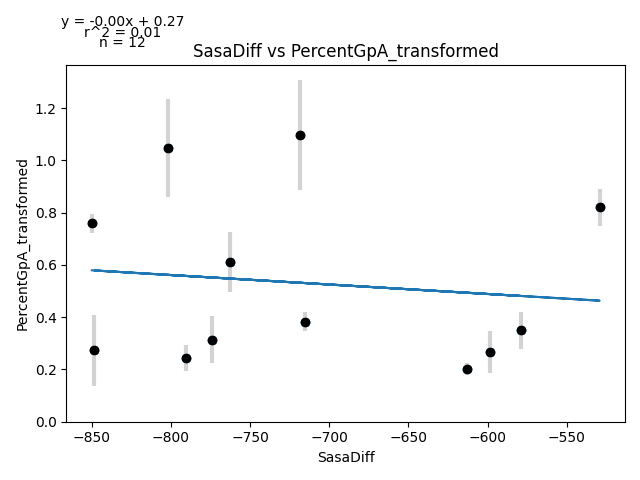 y = -0.00x + 0.27
r^2 = 0.01
n = 12
SasaDiff vs PercentGpA_transformed
PercentGpA_transformed
1.2
1.0
0.8
0.6
0.4
0.2
0.0
−850
−800
−750
−700
−650
−600
−550
SasaDiff